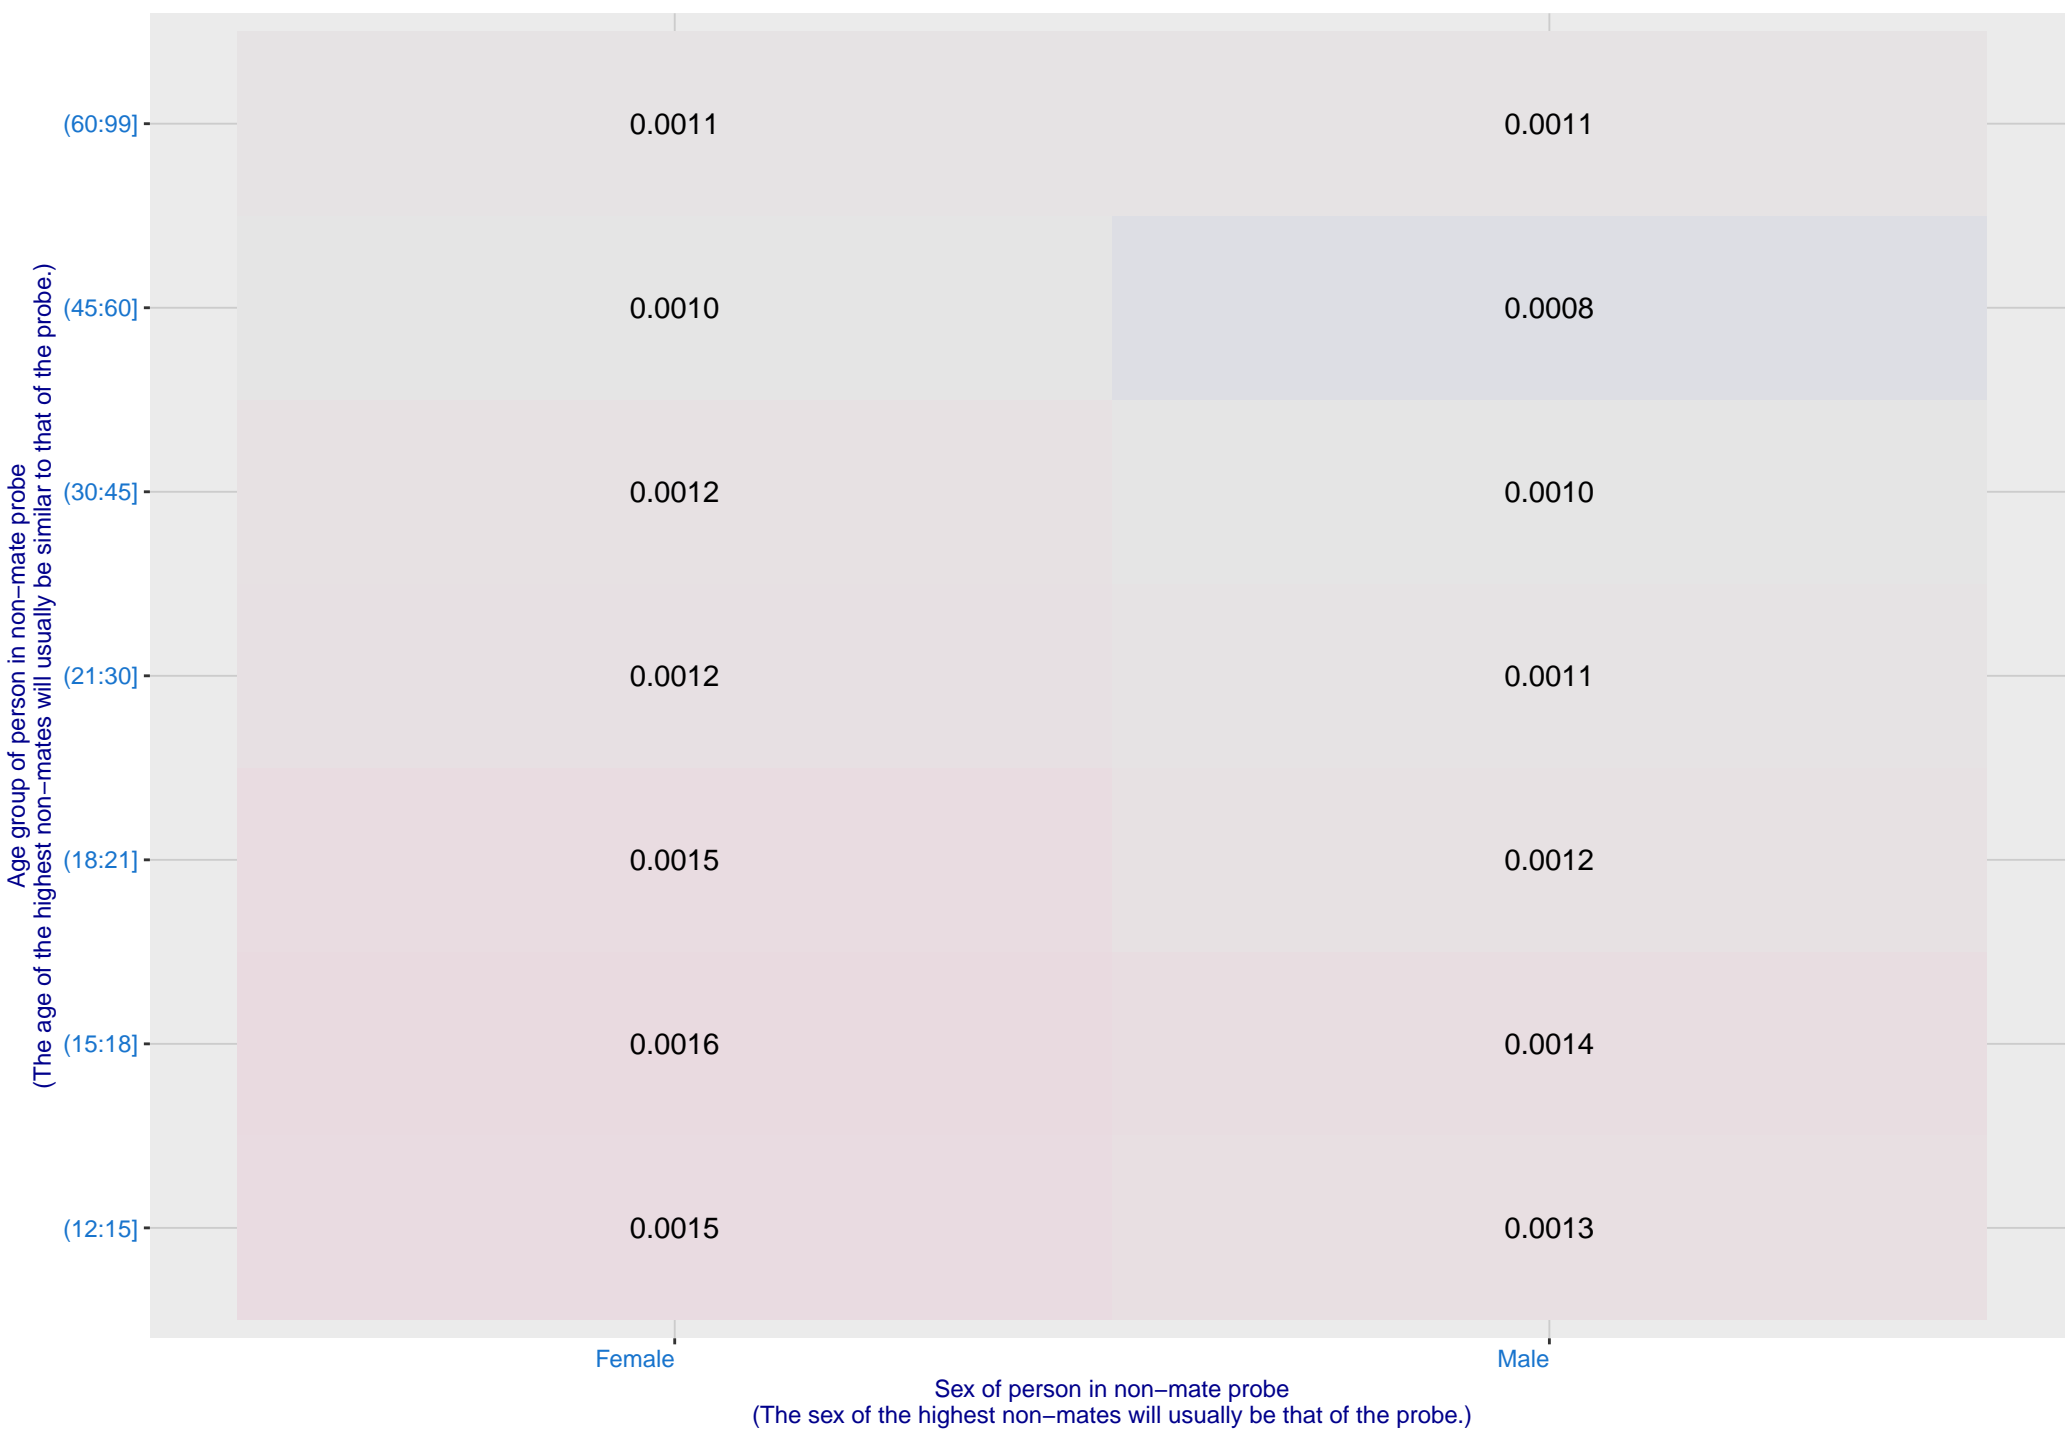 Age group of person in non−mate probe
(The age of the highest non−mates will usually be similar to that of the probe.)
(60:99] 0.0011 0.0011
(45:60] 0.0010 0.0008
(30:45] 0.0012 0.0010
(21:30] 0.0012 0.0011
(18:21] 0.0015 0.0012
(15:18] 0.0016 0.0014
(12:15] 0.0015 0.0013
Female Male
Sex of person in non−mate probe
(The sex of the highest non−mates will usually be that of the probe.)